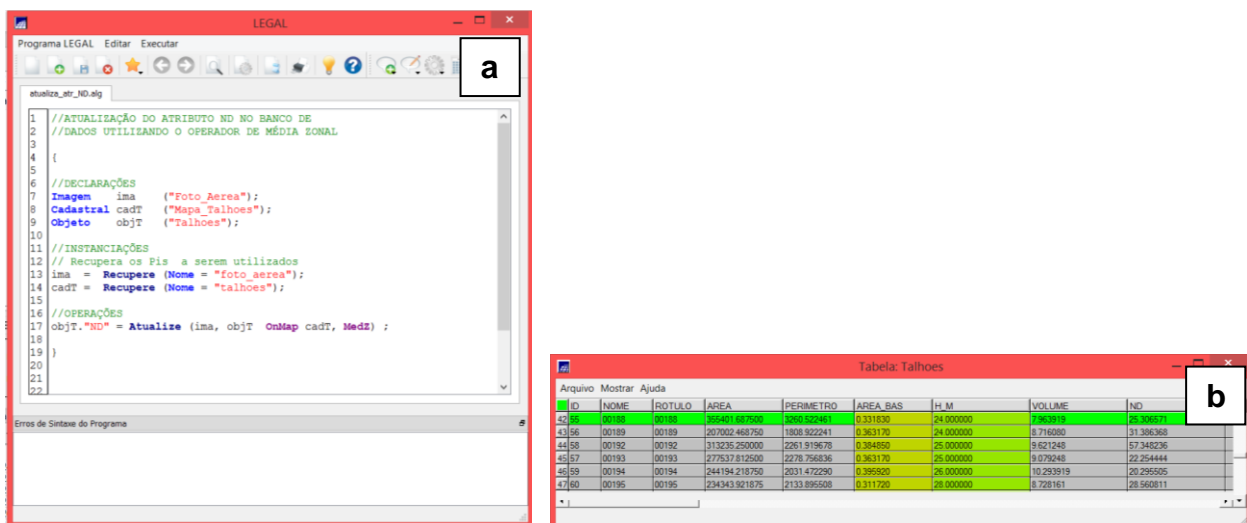 LEGAL
Programa LEGAL Editar Executar
a
atualiza_atr_ND.alg
1 //ATUALIZAÇÃO DO ATRIBUTO ND NO BANCO DE
2 //DADOS UTILIZANDO O OPERADOR DE MÉDIA ZONAL
3
4 {
5
6 //DECLARAÇÕES
7 Imagem ima ("Foto_Aerea");
8 Cadastral cadT ("Mapa_Talhoes");
9 Objeto objT ("Talhoes");
10
11 //INSTANCIAÇÕES
12 // Recupera os Pis a serem utilizados
13 ima = Recupere (Nome = "foto_aerea");
14 cadT = Recupere (Nome = "talhoes");
15
16 //OPERAÇÕES
17 objT."ND" = Atualize (ima, objT OnMap cadT, MedZ) ;
18
19 }
20
21
22
Erros de Sintaxe do Programa
Tabela: Talhoes
Arquivo Mostrar Ajuda
b
ID NOME ROTULO AREA PERIMETRO AREA_BAS H_M VOLUME ND
42 55 00188 00188 355401.687500 3260.522461 0.331830 24.000000 7.963919 25.306571
43 56 00189 00189 207002.468750 1808.922241 0.363170 24.000000 8.716080 31.386368
44 58 00192 00192 313235.250000 2261.919678 0.384850 25.000000 9.621248 57.348236
45 57 00193 00193 277537.812500 2278.756836 0.363170 25.000000 9.079248 22.254444
46 59 00194 00194 244194.218750 2031.472290 0.395920 26.000000 10.293919 20.295505
47 60 00195 00195 234343.921875 2133.895508 0.311720 28.000000 8.728161 28.560811